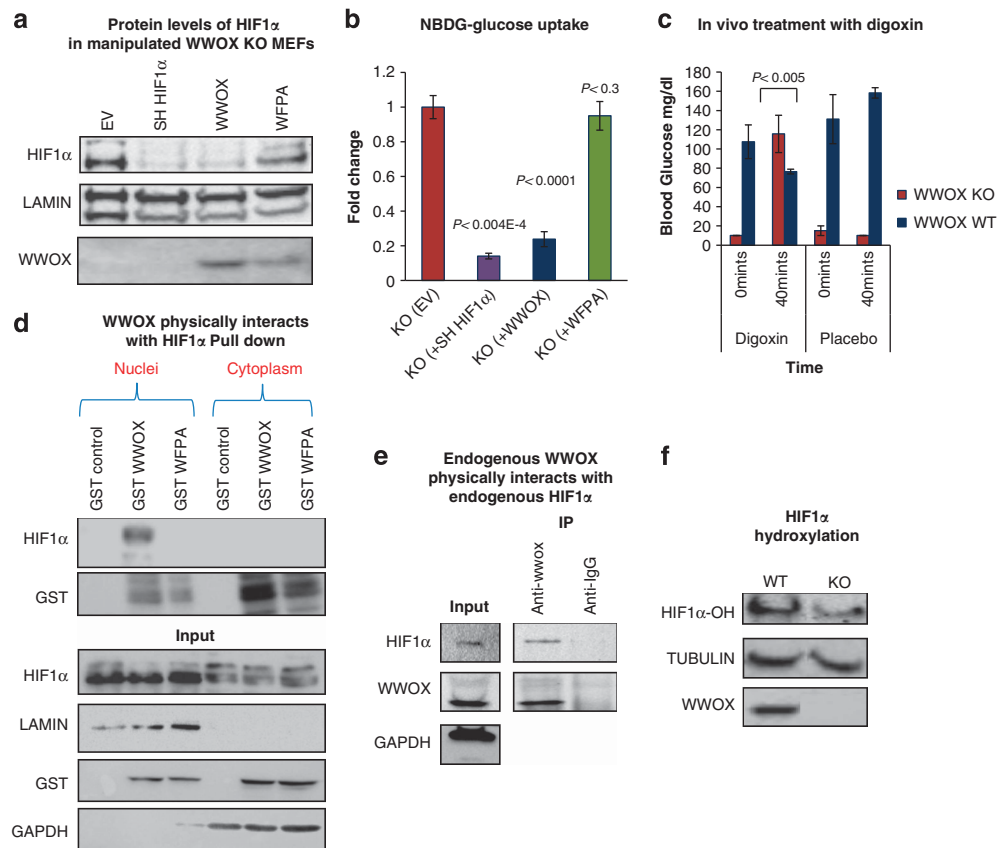 a
Protein levels of HIF1α
in manipulated WWOX KO MEFs
EV
SH HIF1α
WWOX
WFPA
HIF1α
LAMIN
WWOX
b
NBDG-glucose uptake
Fold change
1.2
1
0.8
0.6
0.4
0.2
0
P< 0.004E-4
P< 0.0001
P< 0.3
KO (EV)
KO (+SH HIF1α)
KO (+WWOX)
KO (+WFPA)
c
In vivo treatment with digoxin
Blood Glucose mg/dl
180
160
140
120
100
80
60
40
20
0
P< 0.005
WWOX KO
WWOX WT
0mints
40mints
0mints
40mints
Digoxin
Placebo
Time
d
WWOX physically interacts
with HIF1α Pull down
Nuclei
Cytoplasm
GST control
GST WWOX
GST WFPA
GST control
GST WWOX
GST WFPA
HIF1α
GST
Input
HIF1α
LAMIN
GST
GAPDH
e
Endogenous WWOX
physically interacts with
endogenous HIF1α
IP
Input
Anti-wwox
Anti-IgG
HIF1α
WWOX
GAPDH
f
HIF1α
hydroxylation
WT
KO
HIF1α-OH
TUBULIN
WWOX